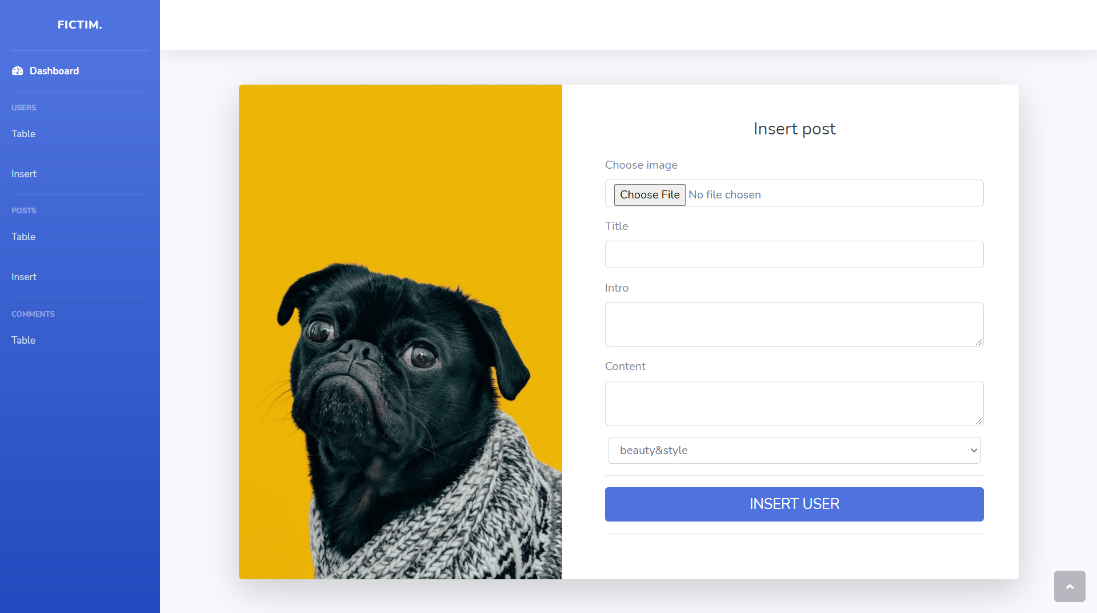 FICTIM.
Dashboard
USERS
Table
Insert
POSTS
Table
Insert
COMMENTS
Table
Insert post
Choose image
Choose File No file chosen
Title
Intro
Content
beauty&style
INSERT USER